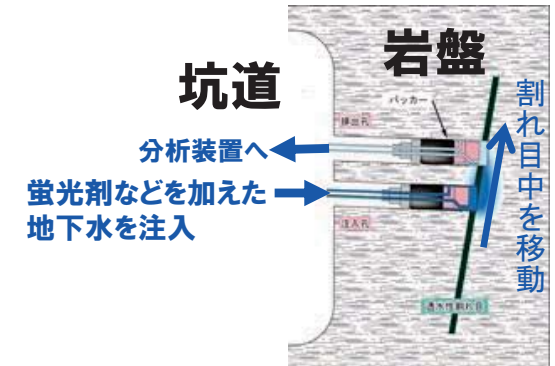 岩盤
坑道
パッカー
排出孔
分析装置へ
蛍光剤などを加えた
地下水を注入
注入孔
割れ目中を移動
透水性割れ目